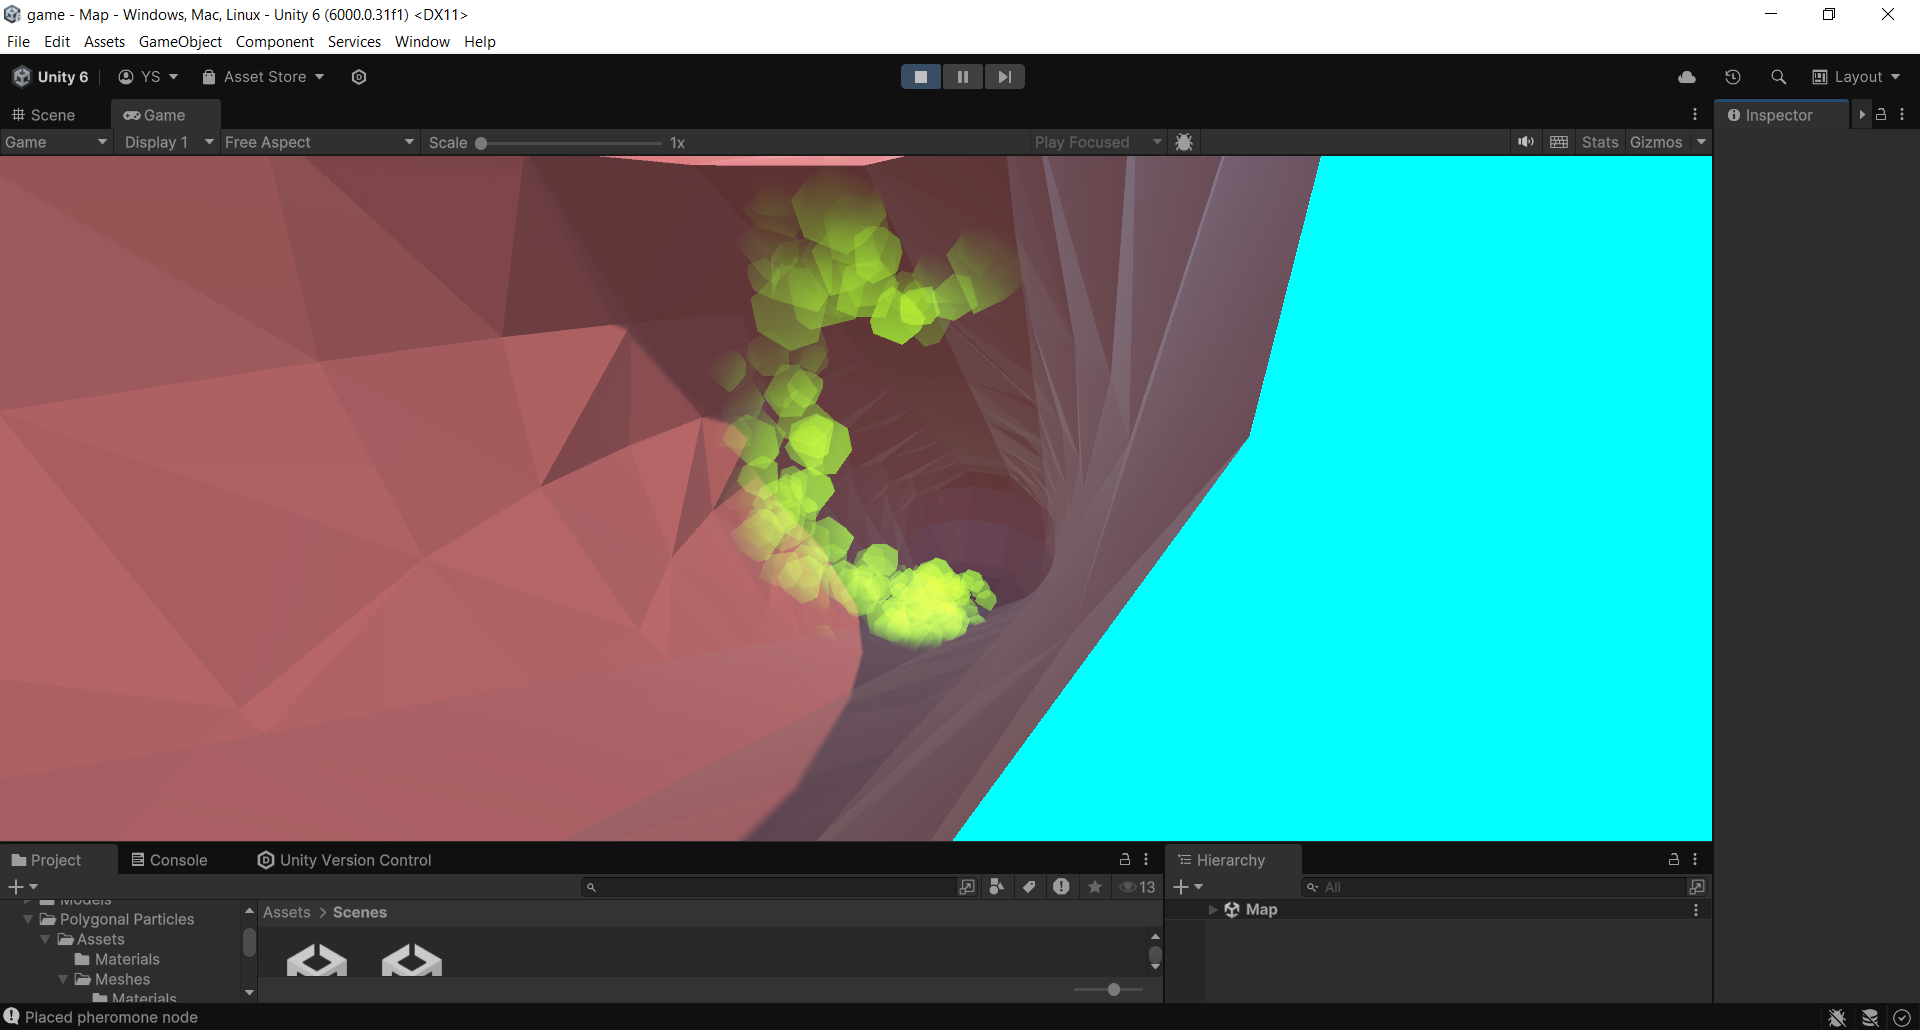 game - Map - Windows, Mac, Linux - Unity 6 (6000.0.31f1) <DX11>
File Edit Assets GameObject Component Services Window Help
Unity 6 YS Asset Store Layout
Scene Game Inspector
Game Display 1 Free Aspect Scale 1x Play Focused Stats Gizmos
Project Console Unity Version Control Hierarchy
13 All
Models
Polygonal Particles Assets > Scenes Map
Assets
Materials
Meshes
Materials
Placed pheromone node